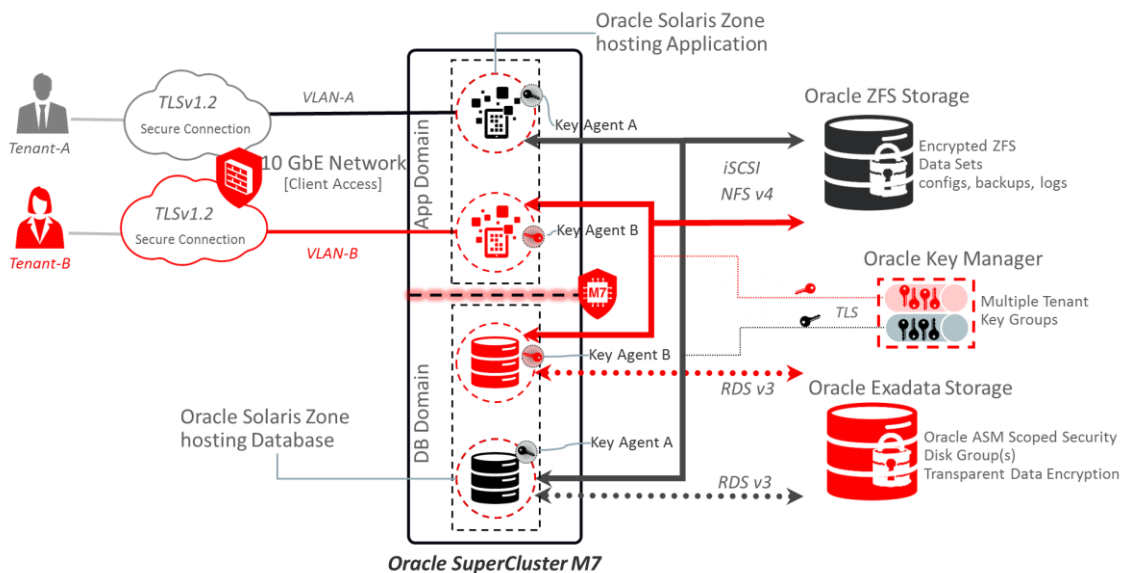 Oracle Solaris Zone
hosting Application
Tenant-A
TLSv1.2
Secure Connection
VLAN-A
10 GbE Network
[Client Access]
TLSv1.2
Secure Connection
Tenant-B
VLAN-B
App Domain
Key Agent A
Key Agent B
M7
DB Domain
Key Agent B
Key Agent A
Oracle Solaris Zone
hosting Database
Oracle SuperCluster M7
iSCSI
NFS v4
TLS
RDS v3
RDS v3
Oracle ZFS Storage
Encrypted ZFS
Data Sets
configs, backups, logs
Oracle Key Manager
Multiple Tenant
Key Groups
Oracle Exadata Storage
Oracle ASM Scoped Security
Disk Group(s)
Transparent Data Encryption